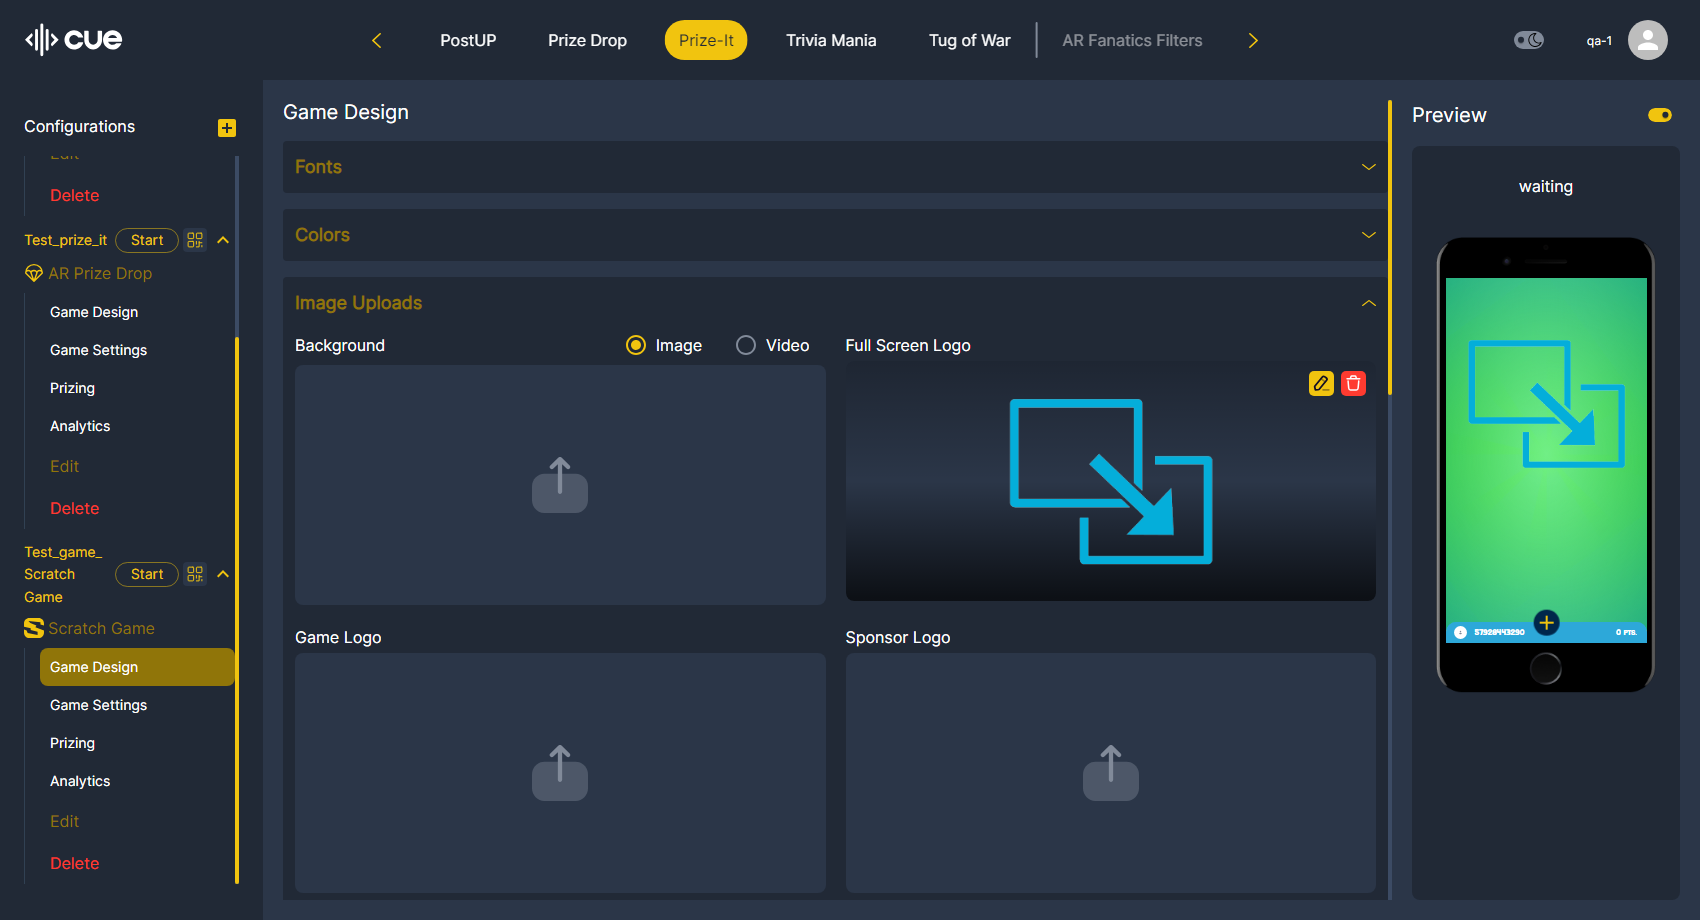 cue
PostUP
Prize Drop
Prize-It
Trivia Mania
Tug of War
AR Fanatics Filters
qa-1
Configurations
Edit
Delete
Test_prize_it
Start
AR Prize Drop
Game Design
Game Settings
Prizing
Analytics
Edit
Delete
Test_game_
Scratch
Game
Start
Scratch Game
Game Design
Game Settings
Prizing
Analytics
Edit
Delete
Game Design
Fonts
Colors
Image Uploads
Background
Image
Video
Full Screen Logo
Game Logo
Sponsor Logo
Preview
waiting
0 PTS.